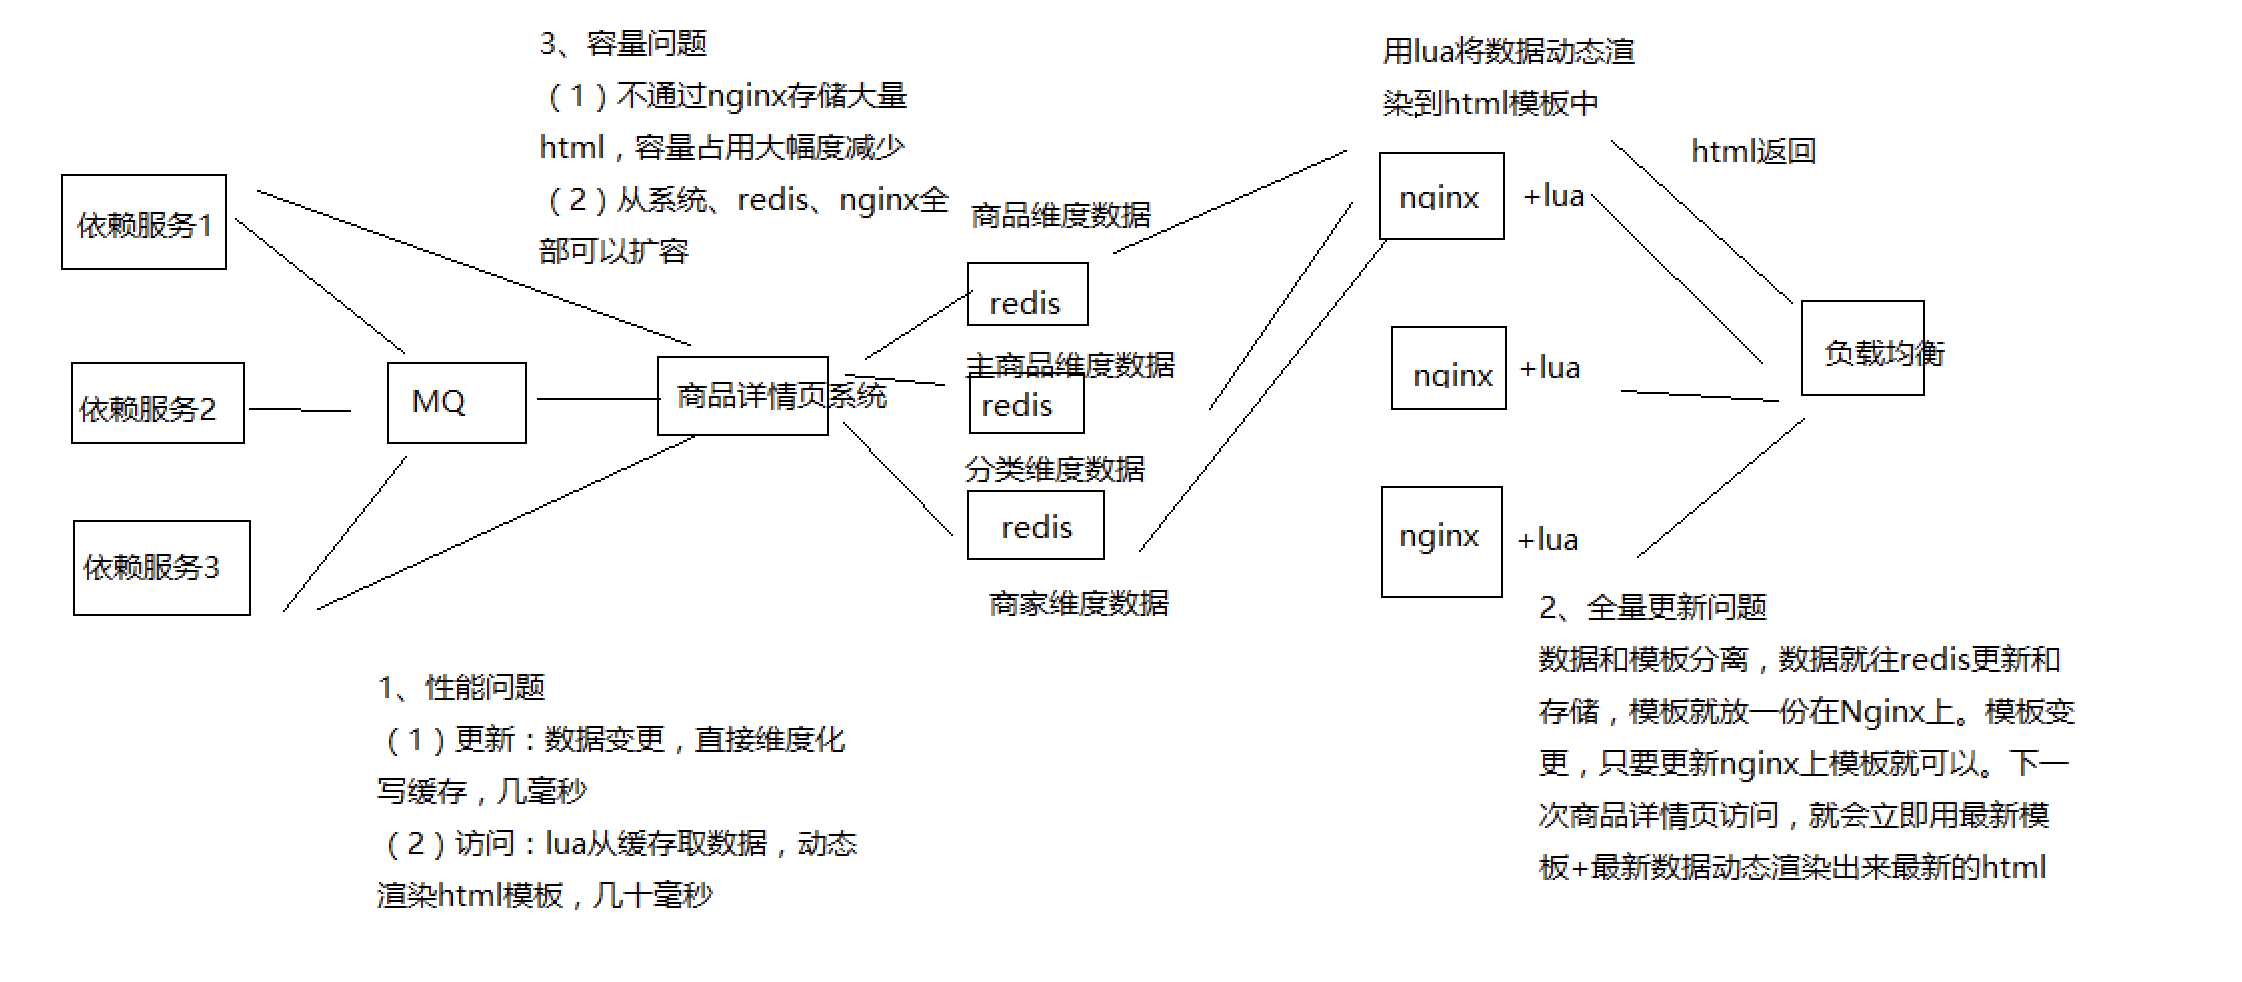 3、容量问题
（1）不通过nginx存储大量
html，容量占用大幅度减少
（2）从系统、redis、nginx全
部可以扩容
用lua将数据动态渲
染到html模板中
html返回
依赖服务1
依赖服务2
依赖服务3
MQ
商品详情页系统
商品维度数据
redis
主商品维度数据
redis
分类维度数据
redis
商家维度数据
nginx
+lua
nginx
+lua
nginx
+lua
负载均衡
1、性能问题
（1）更新：数据变更，直接维度化
写缓存，几毫秒
（2）访问：lua从缓存取数据，动态
渲染html模板，几十毫秒
2、全量更新问题
数据和模板分离，数据就往redis更新和
存储，模板就放一份在Nginx上。模板变
更，只要更新nginx上模板就可以。下一
次商品详情页访问，就会立即用最新模
板+最新数据动态渲染出来最新的html